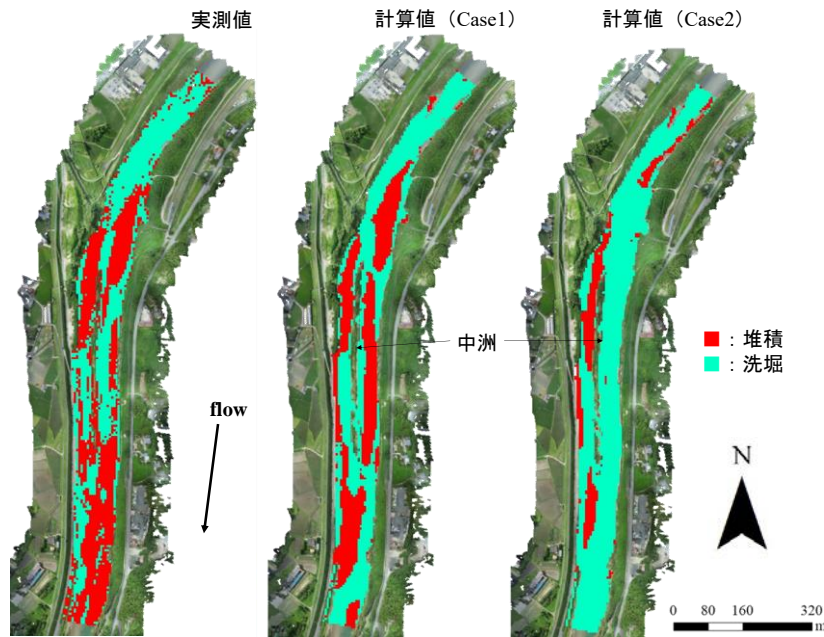 実測値
計算値（Case1）
計算値（Case2）
中洲
：堆積
：洗堀
flow
N
0 80 160 320
m